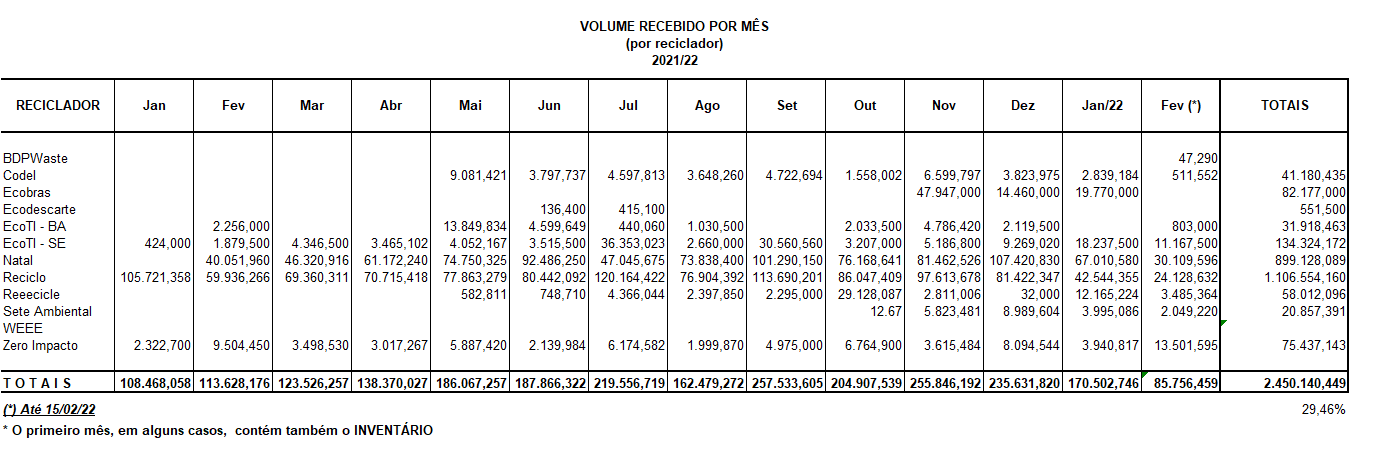 VOLUME RECEBIDO POR MÊS
(por reciclador)
2021/22
RECICLADOR Jan Fev Mar Abr Mai Jun Jul Ago Set Out Nov Dez Jan/22 Fev (*) TOTAIS
BDPWaste 47,290
Codel 9.081,421 3.797,737 4.597,813 3.648,260 4.722,694 1.558,002 6.599,797 3.823,975 2.839,184 511,552 41.180,435
Ecobras 47.947,000 14.460,000 19.770,000 82.177,000
Ecodescarte 136,400 415,100 551,500
EcoTI - BA 2.256,000 13.849,834 4.599,649 440,060 1.030,500 2.033,500 4.786,420 2.119,500 803,000 31.918,463
EcoTI - SE 424,000 1.879,500 4.346,500 3.465,102 4.052,167 3.515,500 36.353,023 2.660,000 30.560,560 3.207,000 5.186,800 9.269,020 18.237,500 11.167,500 134.324,172
Natal 40.051,960 46.320,916 61.172,240 74.750,325 92.486,250 47.045,675 73.838,400 101.290,150 76.168,641 81.462,526 107.420,830 67.010,580 30.109,596 899.128,089
Reciclo 105.721,358 59.936,266 69.360,311 70.715,418 77.863,279 80.442,092 120.164,422 76.904,392 113.690,201 86.047,409 97.613,678 81.422,347 42.544,355 24.128,632 1.106.554,160
Reeecicle 582,811 748,710 4.366,044 2.397,850 2.295,000 29.128,087 2.811,006 32,000 12.165,224 3.485,364 58.012,096
Sete Ambiental 12.67 5.823,481 8.989,604 3.995,086 2.049,220 20.857,391
WEEE
Zero Impacto 2.322,700 9.504,450 3.498,530 3.017,267 5.887,420 2.139,984 6.174,582 1.999,870 4.975,000 6.764,900 3.615,484 8.094,544 3.940,817 13.501,595 75.437,143
T O T A I S 108.468,058 113.628,176 123.526,257 138.370,027 186.067,257 187.866,322 219.556,719 162.479,272 257.533,605 204.907,539 255.846,192 235.631,820 170.502,746 85.756,459 2.450.140,449
(*) Até 15/02/22 29,46%
* O primeiro mês, em alguns casos, contém também o INVENTÁRIO